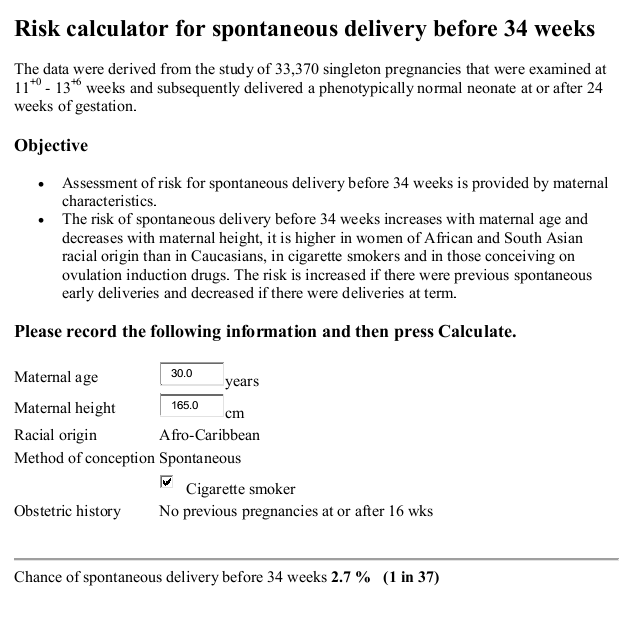 Risk calculator for spontaneous delivery before 34 weeks
The data were derived from the study of 33,370 singleton pregnancies that were examined at
11+0 - 13+6 weeks and subsequently delivered a phenotypically normal neonate at or after 24
weeks of gestation.
Objective
• Assessment of risk for spontaneous delivery before 34 weeks is provided by maternal
characteristics.
• The risk of spontaneous delivery before 34 weeks increases with maternal age and
decreases with maternal height, it is higher in women of African and South Asian
racial origin than in Caucasians, in cigarette smokers and in those conceiving on
ovulation induction drugs. The risk is increased if there were previous spontaneous
early deliveries and decreased if there were deliveries at term.
Please record the following information and then press Calculate.
Maternal age 30.0 years
Maternal height 165.0 cm
Racial origin Afro-Caribbean
Method of conception Spontaneous
Cigarette smoker
Obstetric history No previous pregnancies at or after 16 wks
Chance of spontaneous delivery before 34 weeks 2.7 % (1 in 37)